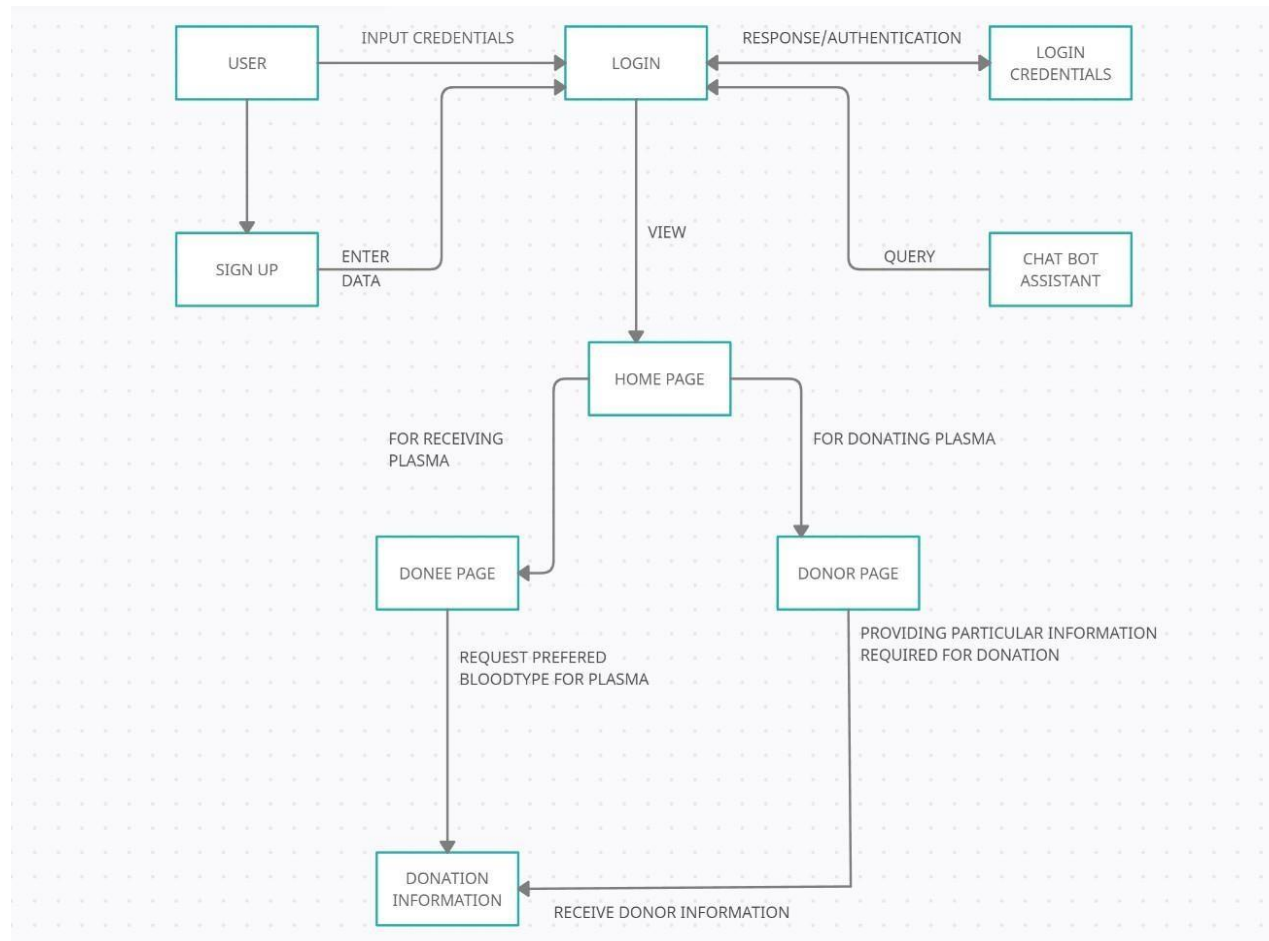 USER
INPUT CREDENTIALS
LOGIN
RESPONSE/AUTHENTICATION
LOGIN
CREDENTIALS
SIGN UP
ENTER
DATA
VIEW
QUERY
CHAT BOT
ASSISTANT
HOME PAGE
FOR RECEIVING
PLASMA
FOR DONATING PLASMA
DONEE PAGE
DONOR PAGE
REQUEST PREFERED
BLOODTYPE FOR PLASMA
PROVIDING PARTICULAR INFORMATION
REQUIRED FOR DONATION
DONATION
INFORMATION
RECEIVE DONOR INFORMATION